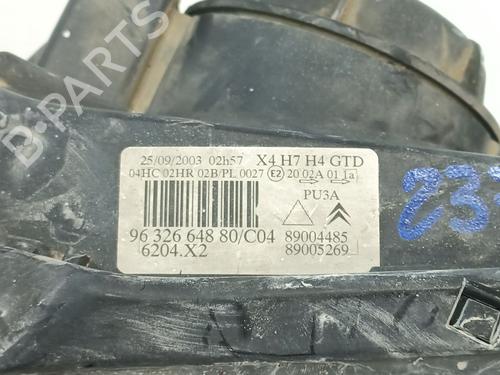 25/09/2003 02h57 X4 H7 H4 GTD
04HC 02HR 02B/PL 0027 E2 20 02A 01 1a
PU3A
96 326 648 80/C04 89004485
6204.X2 89005269
237
B-PARTS